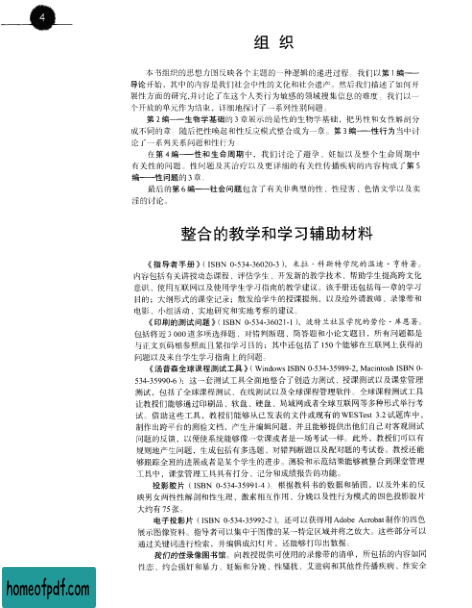 4
组 织
本书组织的思想力图反映各个主题的一种逻辑的递进过程。我们以第1编——
导论开始，其中的内容是我们社会中性的文化和社会遗产。然后我们描述了如何开
展性方面的研究,并讨论了在这个人类行为敏感的领域搜集信息的难度。我们以一
个开放的单元作为结束，详细地探讨了一系列性别问题。
第2编——生物学基础的3章展示的是性的生物学基础，把男性和女性解剖分
成不同的章。随后把性唤起和性反应模式整合成为一章。第3编——性行为当中讨
论了一系列关系问题和性行为。
在第4编——性和生命周期中，我们讨论了避孕、妊娠以及整个生命周期中
有关性的问题。性问题及其治疗以及更详细的有关性传播疾病的内容构成了第5
编——性问题的3章。
最后的第6编——社会问题包含了有关非典型的性、性侵害、色情文学以及卖
淫的讨论。
整合的教学和学习辅助材料
《指导者手册》（ISBN 0-534-36020-3），米拉·科斯特学院的温迪·亨特著。
内容包括有关讲授动态课程、评估学生、开发新的教学技术、帮助学生提高跨文化
意识、使用互联网以及使用学生学习指南的教学建议。该手册还包括每一章的学习
目的；大纲形式的课堂记录；散发给学生的授课提纲，以及给外请教师、录像带和
电影、小组活动、实地研究和实地考察的建议。
《印刷的测试问题》（ISBN 0-534-36021-1），波特兰社区学院的劳伦·库恩著。
包括将近3 000道多项选择题、对错判断题、简答题和小论文题目，所有问题都是
与正文页码相参照而且紧扣学习目的；其中还包括了150个能够在互联网上获得的
问题以及来自学生学习指南上的问题。
《汤普森全球课程测试工具》（Windows ISBN 0-534-35989-2, Macintosh ISBN 0-
534-35990-6）：这一套测试工具全面地整合了创造力测试、授课测试以及课堂管理
测试，包括了全球课程测试、在线测试以及全球课程管理软件。全球课程测试工具
让教授们能够通过印刷品、软盘、硬盘、局域网或者全球互联网等多种形式举行考
试。借助这些工具，教授们能够从已发表的文件或现有的 WESTest 3.2试题库中，
制作出跨平台的测验文档，产生并编辑问题，并且能够提供出他们自己对客观测试
问题的反馈，以便使系统能够像一堂课或者是一场考试一样。此外，教授们可以有
规则地产生问题，生成包括有多选题、对错判断题以及配对题的考试卷。教授还能
够跟踪全班的进展或者是某个学生的进步。测验和示范结果能够被整合到课堂管理
工具中，课堂管理工具具有打分、记分和成绩报告的功能。
投影胶片（ISBN 0-534-35991-4）。根据教科书的数据和插图，以及外来的反
映男女两性性解剖和性生理、激素相互作用、分娩以及性行为模式的四色投影胶片
大约有75张。
电子投影片（ISBN 0-534-35992-2）。还可以获得用Adobe Acrobat制作的四色
展示图像资料。指导者可以集中于图像的某一特定区域并将之放大。这些部分可以
通过关键词进行检索，并编辑成幻灯片，还能够打印出数据。
我们的性录像图书馆。向教授提供可使用的录像带的清单，所包括的内容如同
性恋、约会强奸和暴力、妊娠和分娩、性骚扰、艾滋病和其他性传播疾病、性安全
homeofpdf.com